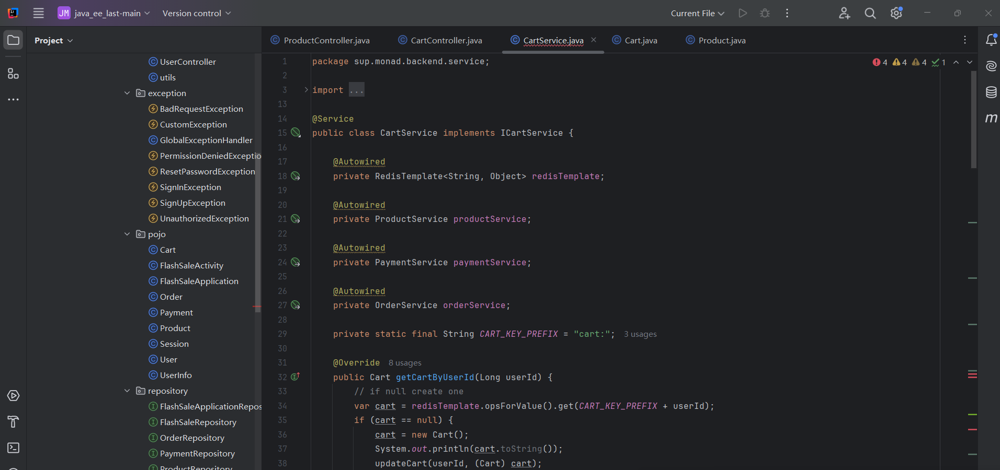 JM java_ee_last-main Version control Current File
Project
ProductController.java CartController.java CartService.java Cart.java Product.java
UserController
utils
exception
BadRequestException
CustomException
GlobalExceptionHandler
PermissionDeniedExceptio
ResetPasswordException
SignInException
SignUpException
UnauthorizedException
pojo
Cart
FlashSaleActivity
FlashSaleApplication
Order
Payment
Product
Session
User
UserInfo
repository
FlashSaleApplicationRepos
FlashSaleRepository
OrderRepository
PaymentRepository
ProductRepository
4 4 4 1
1 package sup.monad.backend.service;
2
3 import ...
13
14 @Service
15 public class CartService implements ICartService {
16
17 @Autowired
18 private RedisTemplate<String, Object> redisTemplate;
19
20 @Autowired
21 private ProductService productService;
22
23 @Autowired
24 private PaymentService paymentService;
25
26 @Autowired
27 private OrderService orderService;
28
29 private static final String CART_KEY_PREFIX = "cart:"; 3 usages
30
31 @Override 8 usages
32 public Cart getCartByUserId(Long userId) {
33 // if null create one
34 var cart = redisTemplate.opsForValue().get(CART_KEY_PREFIX + userId);
35 if (cart == null) {
36 cart = new Cart();
37 System.out.println(cart.toString());
38 updateCart(userId, (Cart) cart);